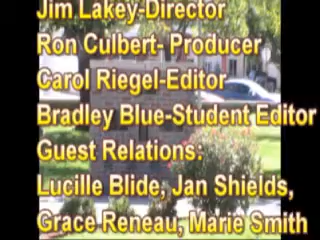 Jim Lakey-Director
Ron Culbert- Producer
Carol Riegel-Editor
Bradley Blue-Student Editor
Guest Relations:
Lucille Blide, Jan Shields,
Grace Reneau, Marie Smith